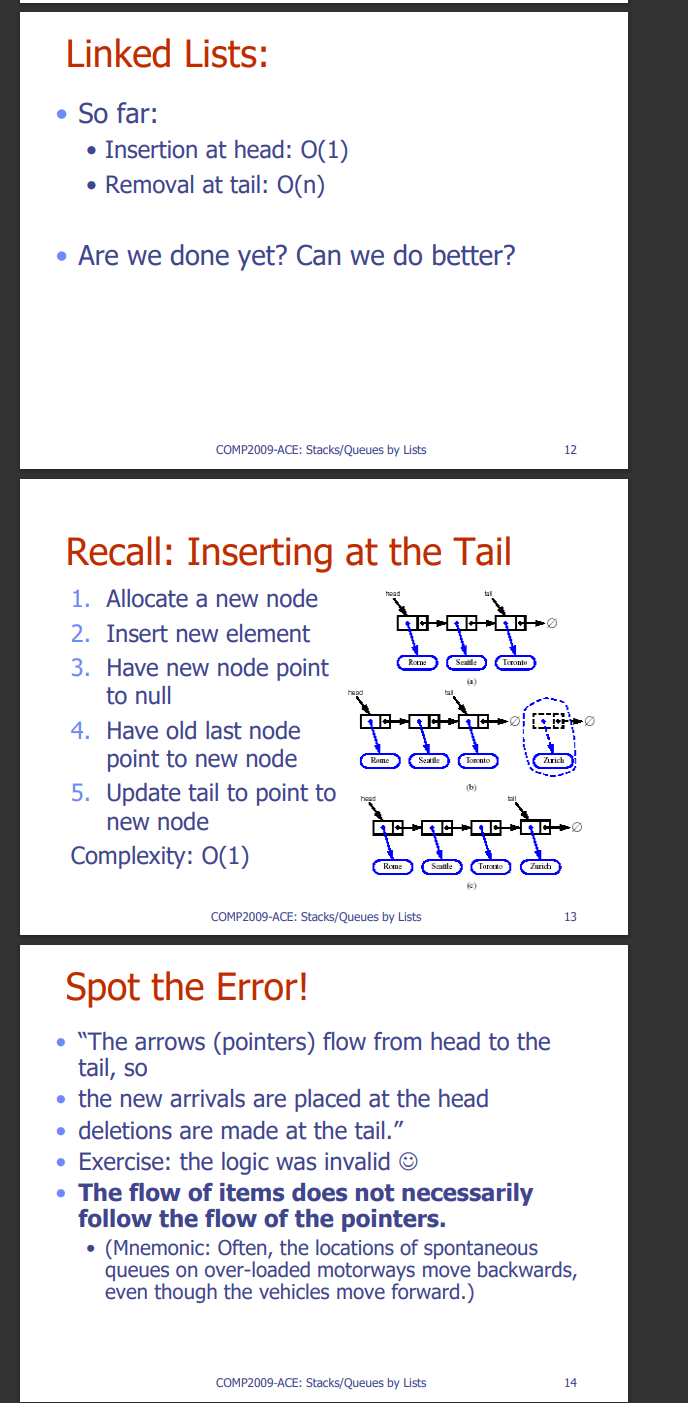 Linked Lists:
• So far:
• Insertion at head: O(1)
• Removal at tail: O(n)
• Are we done yet? Can we do better?
COMP2009-ACE: Stacks/Queues by Lists
12
Recall: Inserting at the Tail
1. Allocate a new node
2. Insert new element
3. Have new node point
to null
4. Have old last node
point to new node
5. Update tail to point to
new node
Complexity: O(1)
head
tail
∅
Rome
Seattle
Toronto
(a)
head
tail
∅
∅
Rome
Seattle
Toronto
Zurich
(b)
head
tail
∅
Rome
Seattle
Toronto
Zurich
(c)
COMP2009-ACE: Stacks/Queues by Lists
13
Spot the Error!
• “The arrows (pointers) flow from head to the
tail, so
• the new arrivals are placed at the head
• deletions are made at the tail.”
• Exercise: the logic was invalid ☺
• The flow of items does not necessarily
follow the flow of the pointers.
• (Mnemonic: Often, the locations of spontaneous
queues on over-loaded motorways move backwards,
even though the vehicles move forward.)
COMP2009-ACE: Stacks/Queues by Lists
14